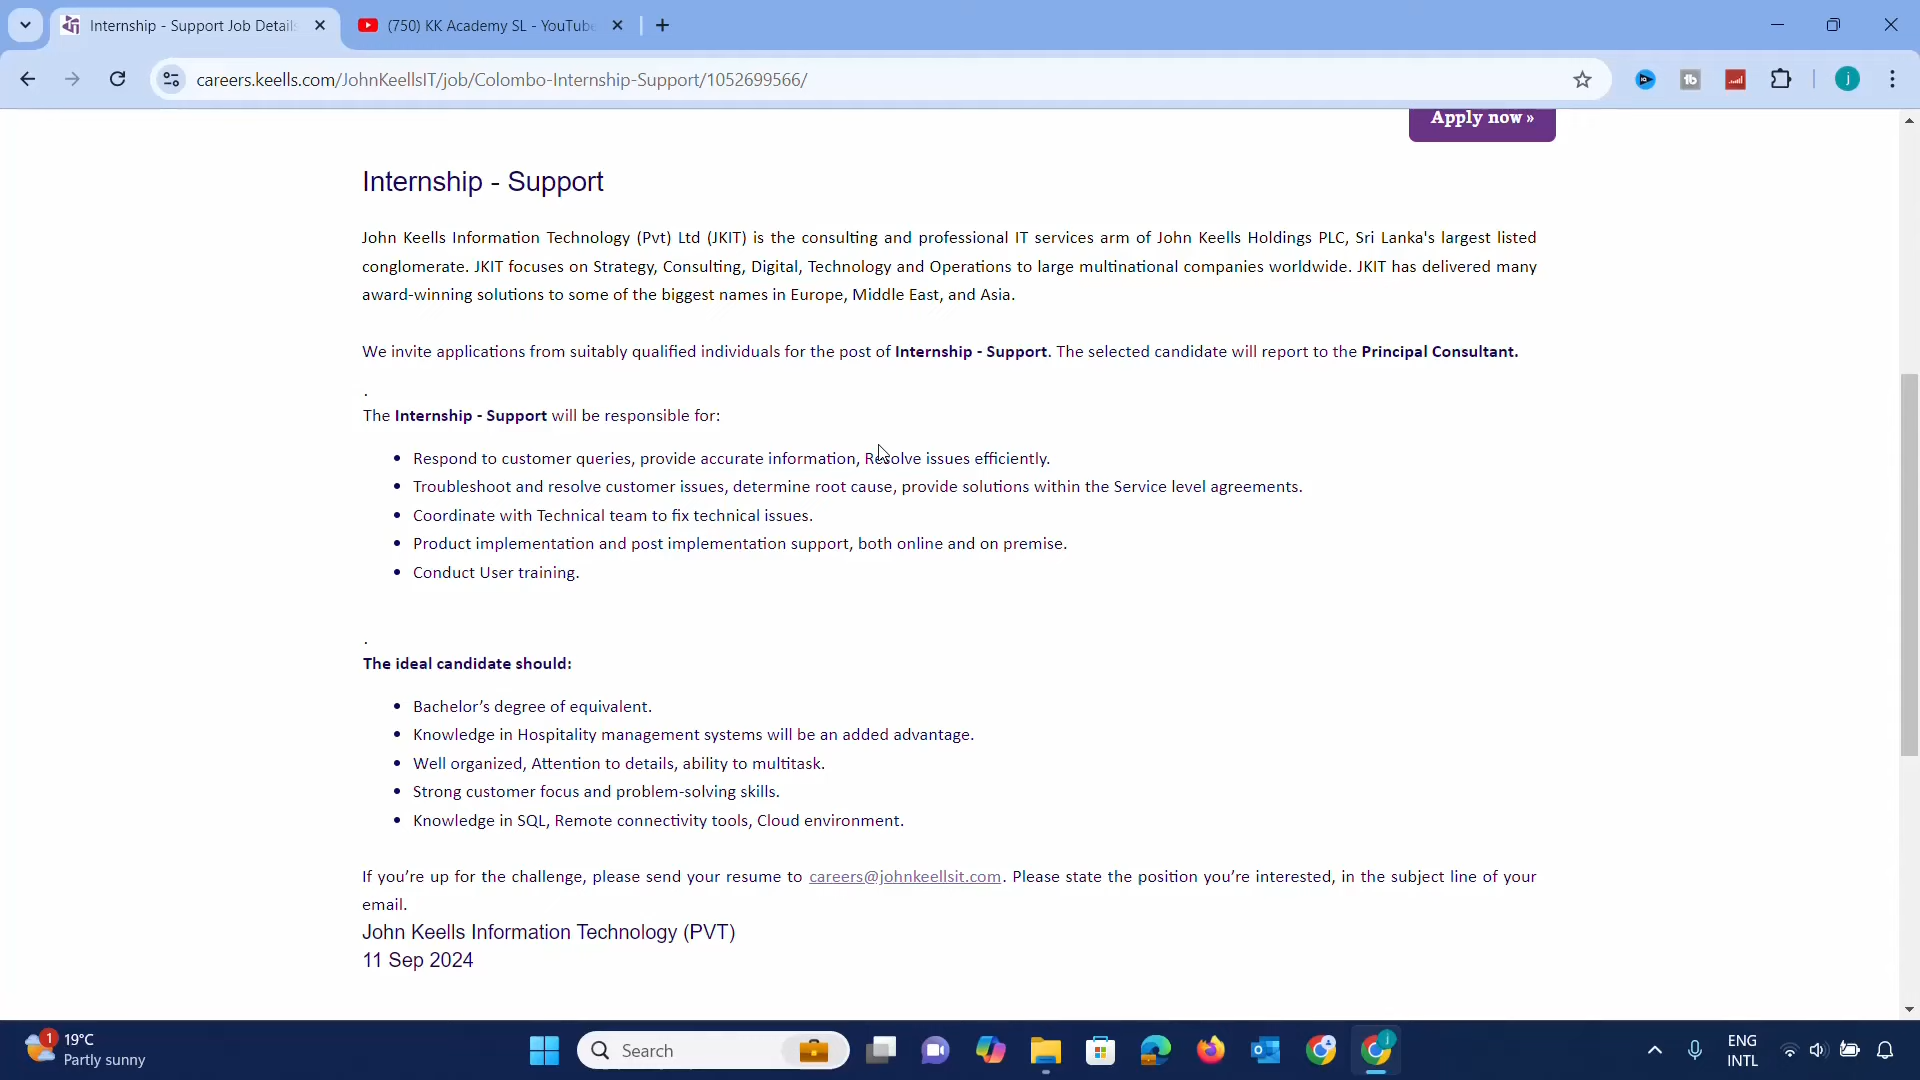 Internship - Support Job Details
(750) KK Academy SL - YouTube
careers.keells.com/JohnKeellsIT/job/Colombo-Internship-Support/1052699566/
j
Apply now »
Internship - Support
John Keells Information Technology (Pvt) Ltd (JKIT) is the consulting and professional IT services arm of John Keells Holdings PLC, Sri Lanka's largest listed
conglomerate. JKIT focuses on Strategy, Consulting, Digital, Technology and Operations to large multinational companies worldwide. JKIT has delivered many
award-winning solutions to some of the biggest names in Europe, Middle East, and Asia.
We invite applications from suitably qualified individuals for the post of Internship - Support. The selected candidate will report to the Principal Consultant.
.
The Internship - Support will be responsible for:
• Respond to customer queries, provide accurate information, Resolve issues efficiently.
• Troubleshoot and resolve customer issues, determine root cause, provide solutions within the Service level agreements.
• Coordinate with Technical team to fix technical issues.
• Product implementation and post implementation support, both online and on premise.
• Conduct User training.
.
The ideal candidate should:
• Bachelor’s degree of equivalent.
• Knowledge in Hospitality management systems will be an added advantage.
• Well organized, Attention to details, ability to multitask.
• Strong customer focus and problem-solving skills.
• Knowledge in SQL, Remote connectivity tools, Cloud environment.
If you’re up for the challenge, please send your resume to careers@johnkeellsit.com. Please state the position you’re interested, in the subject line of your
email.
John Keells Information Technology (PVT)
11 Sep 2024
1
19°C
Partly sunny
Search
ENG
INTL